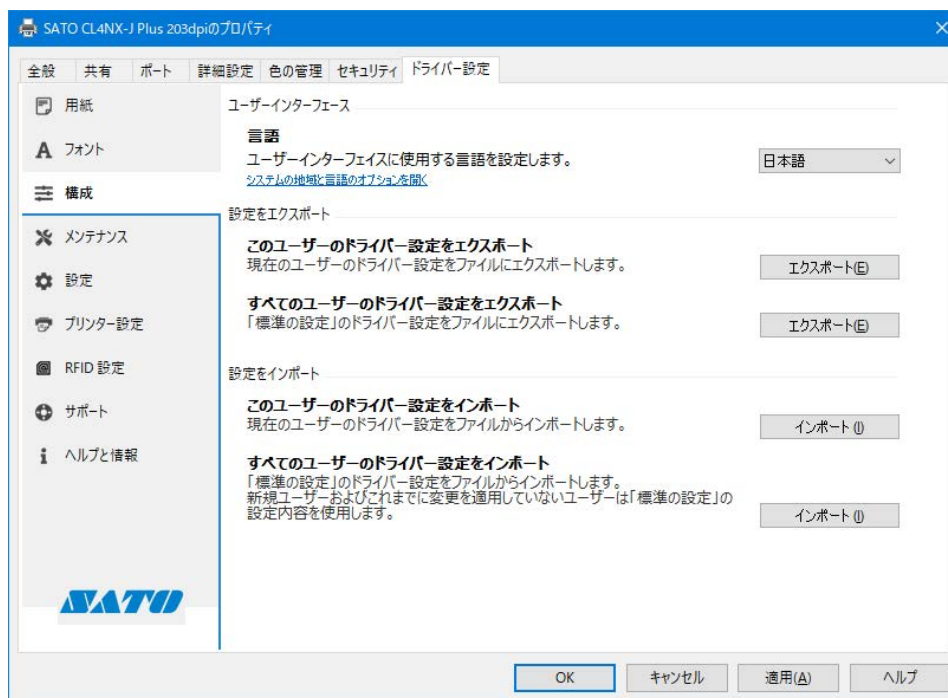 SATO CL4NX-J Plus 203dpiのプロパティ
全般 共有 ポート 詳細設定 色の管理 セキュリティ ドライバー設定
用紙
フォント
構成
メンテナンス
設定
プリンター設定
RFID 設定
サポート
ヘルプと情報
SATO
ユーザーインターフェース
言語
ユーザーインターフェイスに使用する言語を設定します。
日本語
システムの地域と言語のオプションを開く
設定をエクスポート
このユーザーのドライバー設定をエクスポート
現在のユーザーのドライバー設定をファイルにエクスポートします。
エクスポート(E)
すべてのユーザーのドライバー設定をエクスポート
「標準の設定」のドライバー設定をファイルにエクスポートします。
エクスポート(E)
設定をインポート
このユーザーのドライバー設定をインポート
現在のユーザーのドライバー設定をファイルからインポートします。
インポート(I)
すべてのユーザーのドライバー設定をインポート
「標準の設定」のドライバー設定をファイルからインポートします。
新規ユーザーおよびこれまでに変更を適用していないユーザーは「標準の設定」の
設定内容を使用します。
インポート(I)
OK キャンセル 適用(A) ヘルプ